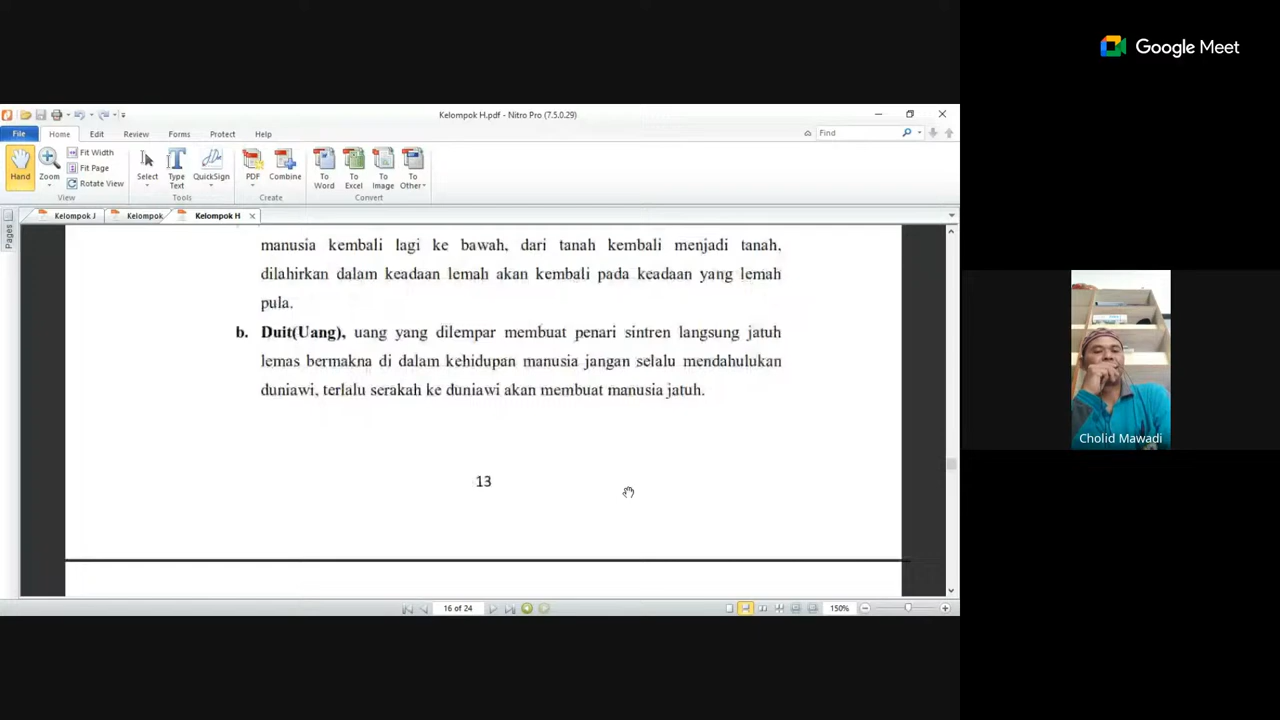 Google Meet
Kelompok H.pdf - Nitro Pro (7.5.0.29)
File Home Edit Review Forms Protect Help
Find
Hand
Zoom
Fit Width
Fit Page
Rotate View
View
Select
Type Text
QuickSign
Tools
PDF
Combine
Create
To Word
To Excel
To Image
To Other
Convert
Kelompok J
Kelompok
Kelompok H
Pages
manusia kembali lagi ke bawah, dari tanah kembali menjadi tanah,
dilahirkan dalam keadaan lemah akan kembali pada keadaan yang lemah
pula.
b. Duit(Uang), uang yang dilempar membuat penari sintren langsung jatuh
lemas bermakna di dalam kehidupan manusia jangan selalu mendahulukan
duniawi, terlalu serakah ke duniawi akan membuat manusia jatuh.
13
16 of 24
150%
Cholid Mawadi